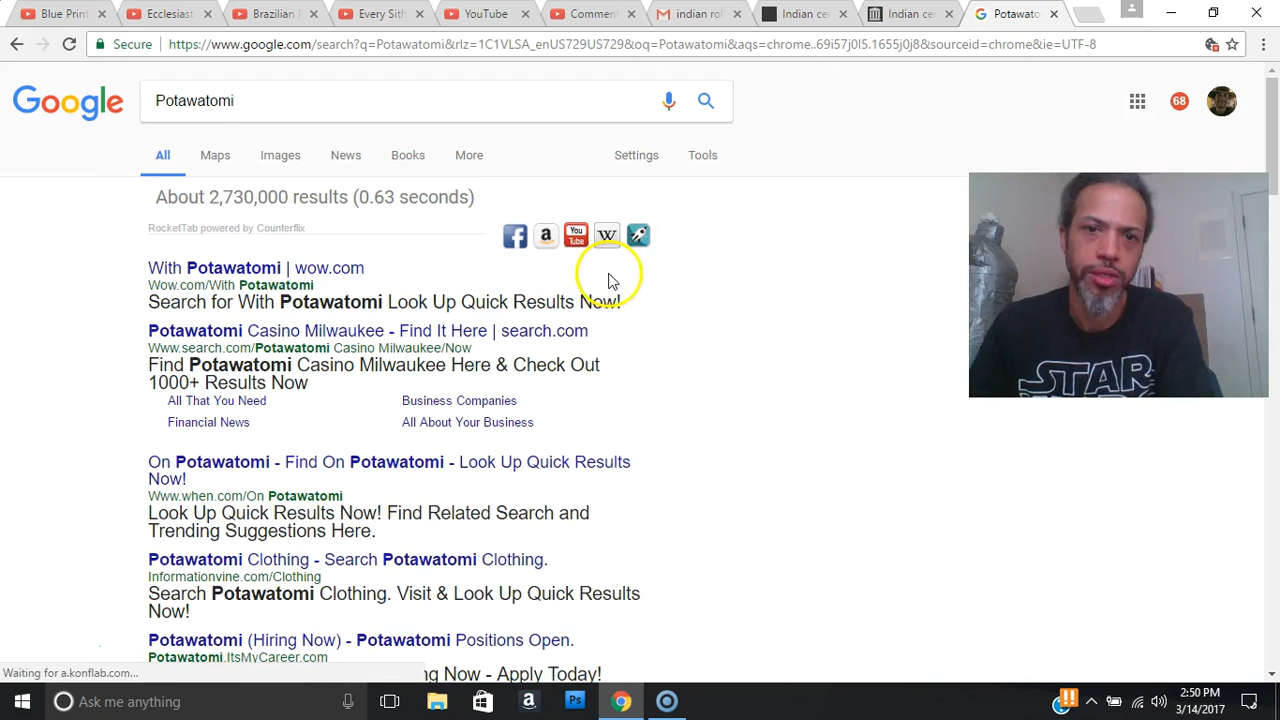 Blue Print
Ecclesiast
Brazilian F
Every Sith
YouTube
Commen
indian roll
Indian cen
Indian cer
Potawato
Secure
https://www.google.com/search?q=Potawatomi&rlz=1C1VLSA_enUS729US729&oq=Potawatomi&aqs=chrome..69i57j0l5.1655j0j8&sourceid=chrome&ie=UTF-8
Google
Potawatomi
68
All Maps Images News Books More Settings Tools
About 2,730,000 results (0.63 seconds)
RocketTab powered by Counterflix
f a You Tube W
With Potawatomi | wow.com
Wow.com/With Potawatomi
Search for With Potawatomi Look Up Quick Results Now!
Potawatomi Casino Milwaukee - Find It Here | search.com
Www.search.com/Potawatomi Casino Milwaukee/Now
Find Potawatomi Casino Milwaukee Here & Check Out
1000+ Results Now
All That You Need Business Companies
Financial News All About Your Business
On Potawatomi - Find On Potawatomi - Look Up Quick Results
Now!
Www.when.com/On Potawatomi
Look Up Quick Results Now! Find Related Search and
Trending Suggestions Here.
Potawatomi Clothing - Search Potawatomi Clothing.
Informationvine.com/Clothing
Search Potawatomi Clothing. Visit & Look Up Quick Results
Now!
Potawatomi (Hiring Now) - Potawatomi Positions Open.
Potawatomi.ItsMyCareer.com
ng Now - Apply Today!
Waiting for a.konflab.com...
STAR
Ask me anything
a
Ps
2:50 PM
3/14/2017